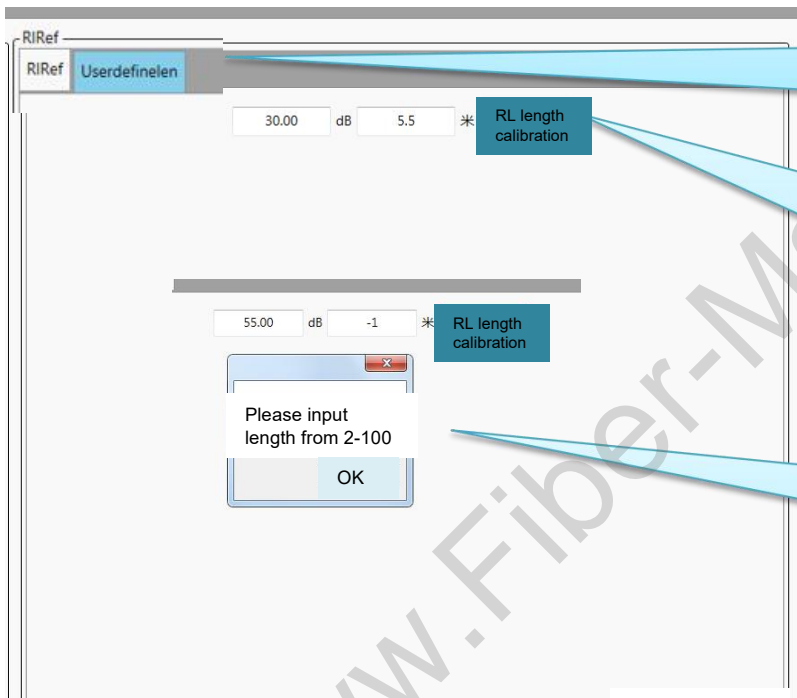 RIRef
RIRef Userdefinelen
30.00 dB 5.5 米 RL length
calibration
55.00 dB -1 米 RL length
calibration
x
Please input
length from 2-100
OK
w.Fiber-M